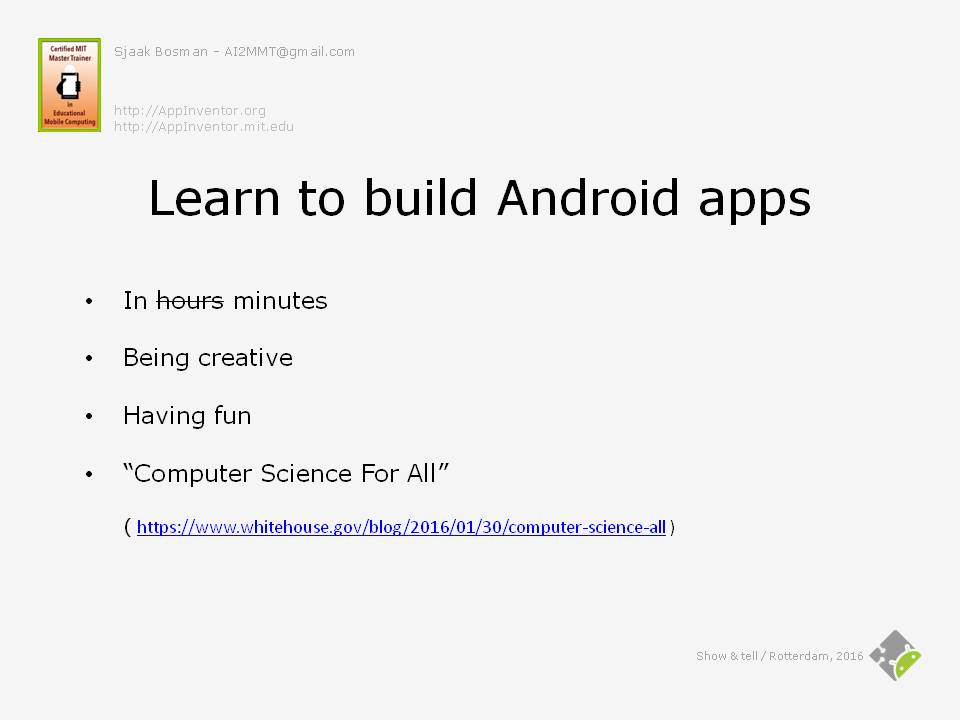 Certified MIT
Master Trainer
in
Educational
Mobile Computing
Sjaak Bosman - AI2MMT@gmail.com
http://AppInventor.org
http://AppInventor.mit.edu
Learn to build Android apps
• In hours minutes
• Being creative
• Having fun
• “Computer Science For All”
( https://www.whitehouse.gov/blog/2016/01/30/computer-science-all )
Show & tell / Rotterdam, 2016